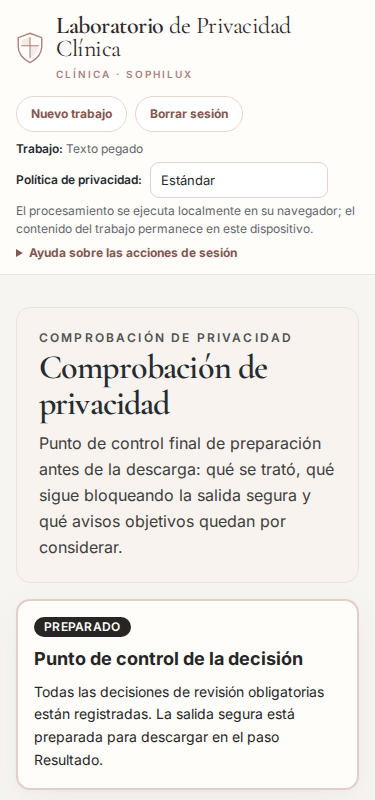 Laboratorio de Privacidad
Clínica
CLÍNICA · SOPHILUX
Nuevo trabajo
Borrar sesión
Trabajo: Texto pegado
Política de privacidad: Estándar
El procesamiento se ejecuta localmente en su navegador; el
contenido del trabajo permanece en este dispositivo.
Ayuda sobre las acciones de sesión
COMPROBACIÓN DE PRIVACIDAD
Comprobación de
privacidad
Punto de control final de preparación
antes de la descarga: qué se trató, qué
sigue bloqueando la salida segura y
qué avisos objetivos quedan por
considerar.
PREPARADO
Punto de control de la decisión
Todas las decisiones de revisión obligatorias
están registradas. La salida segura está
preparada para descargar en el paso
Resultado.